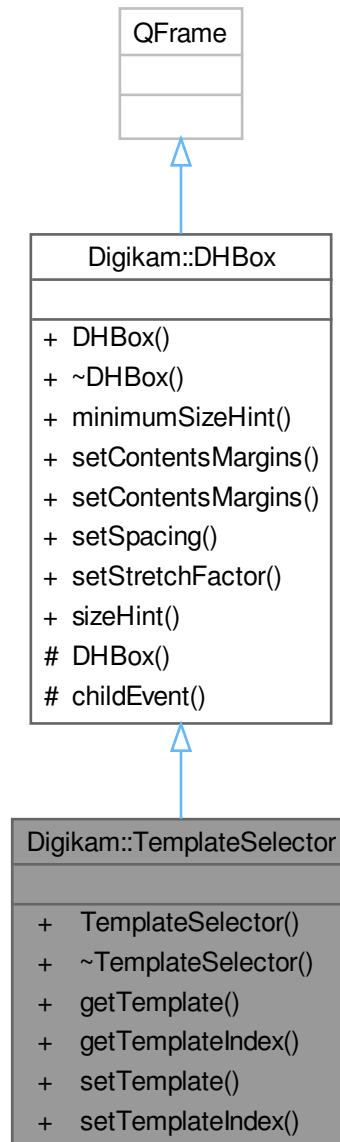 QFrame
Digikam::DHBox
+ DHBox()
+ ~DHBox()
+ minimumSizeHint()
+ setContentsMargins()
+ setContentsMargins()
+ setSpacing()
+ setStretchFactor()
+ sizeHint()
# DHBox()
# childEvent()
Digikam::TemplateSelector
+ TemplateSelector()
+ ~TemplateSelector()
+ getTemplate()
+ getTemplateIndex()
+ setTemplate()
+ setTemplateIndex()